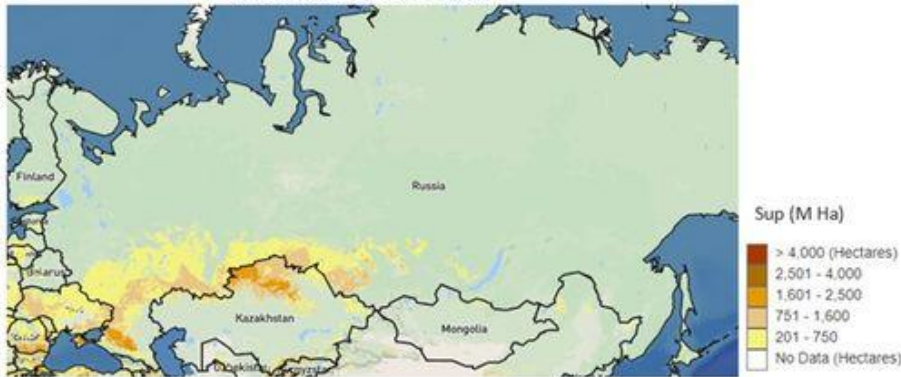 Finland
Russia
Sup (M Ha)
> 4,000 (Hectares)
2,501 - 4,000
1,601 - 2,500
751 - 1,600
201 - 750
No Data (Hectares)
Kazakhstan
Mongolia